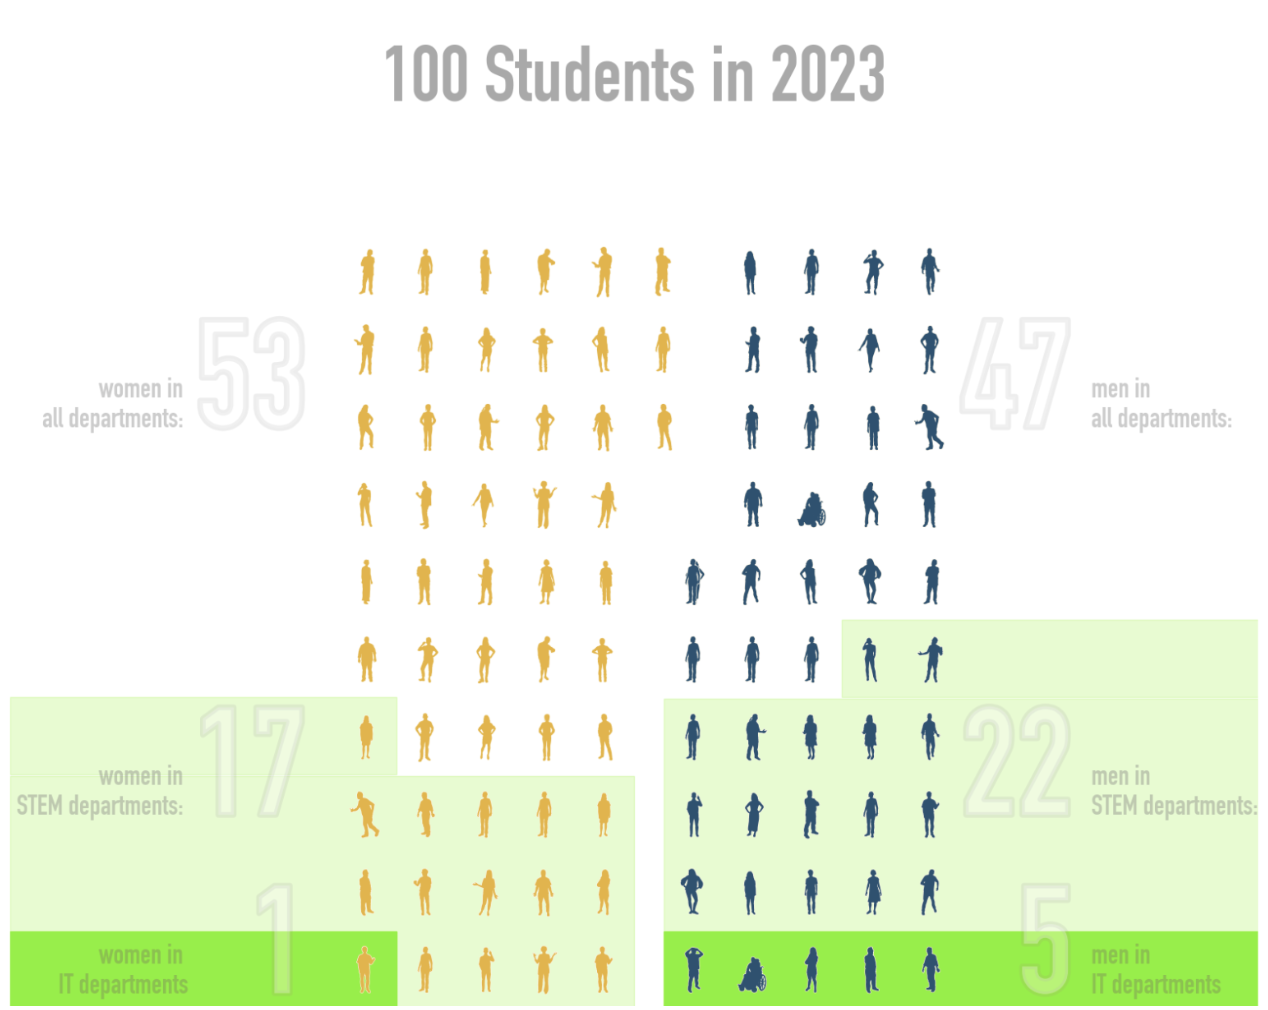 100 Students in 2023
53
women in
all departments:
47
men in
all departments:
17
women in
STEM departments:
22
men in
STEM departments:
1
women in
IT departments
5
men in
IT departments